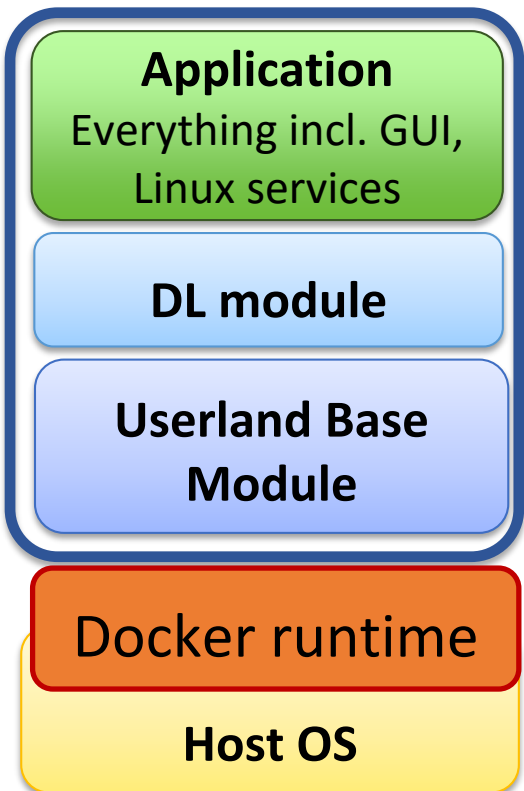 Application
Everything incl. GUI,
Linux services
DL module
Userland Base
Module
Docker runtime
Host OS